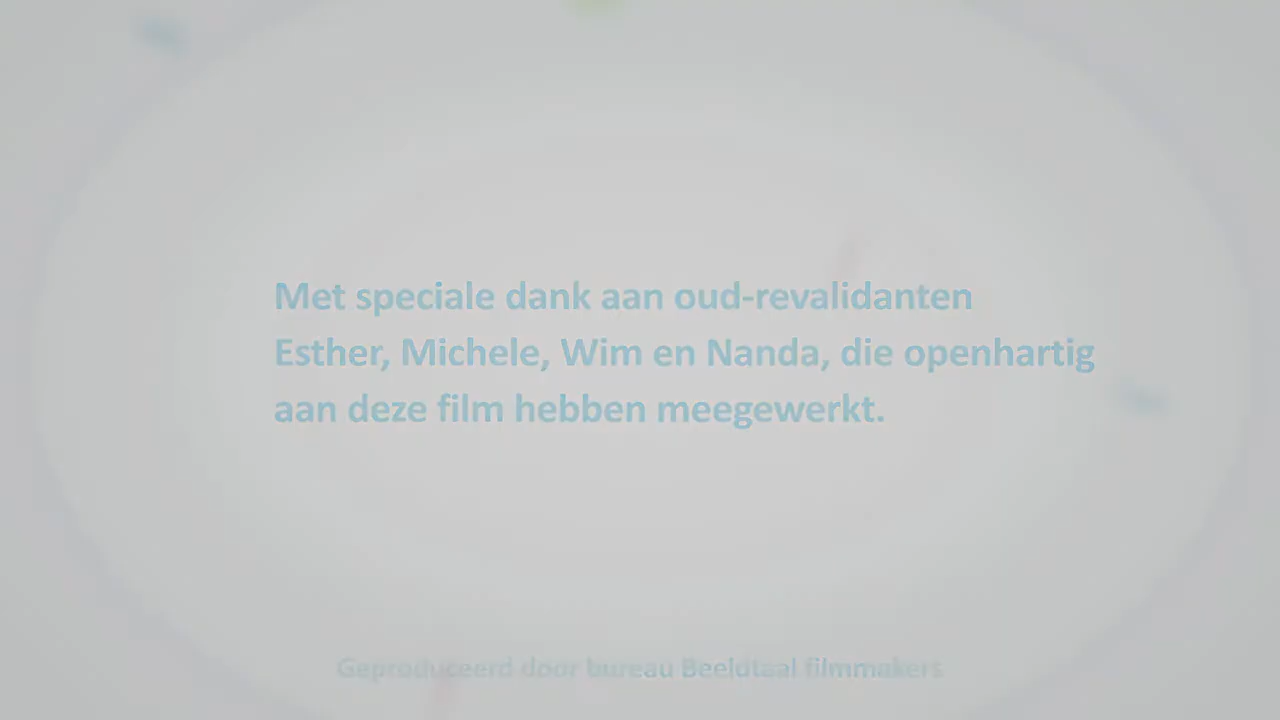 Met speciale dank aan oud-revalidanten
Esther, Michele, Wim en Nanda, die openhartig
aan deze film hebben meegewerkt.
Geproduceerd door bureau Beeldtaal filmmakers